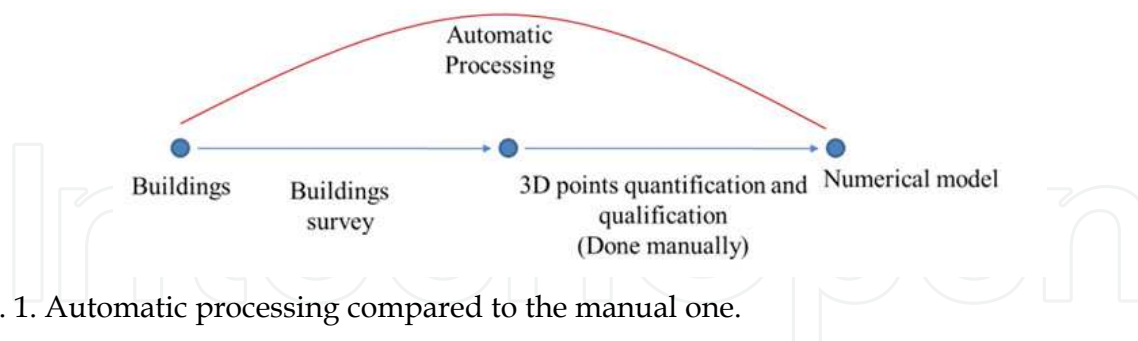 Automatic
Processing
Buildings
Buildings
survey
3D points quantification and
qualification
(Done manually)
Numerical model
. 1. Automatic processing compared to the manual one.